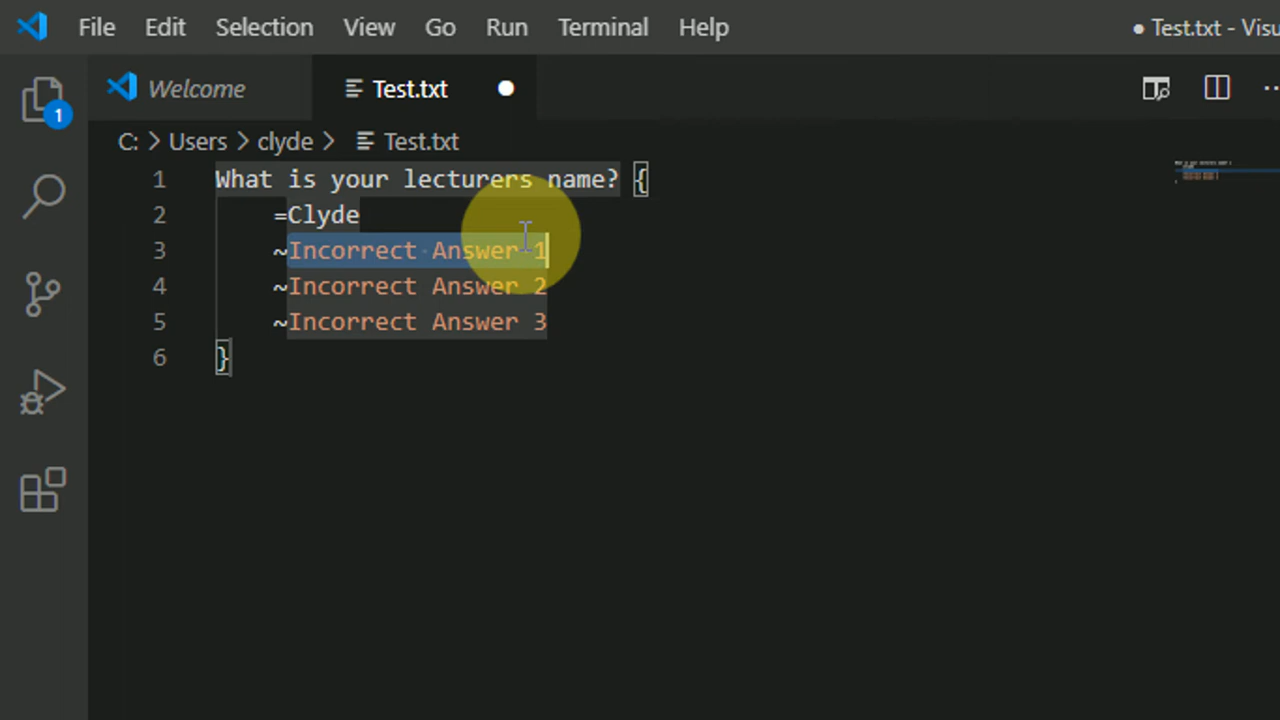 File Edit Selection View Go Run Terminal Help ● Test.txt - Visu
1
Welcome Test.txt
C: > Users > clyde > Test.txt
1 What is your lecturers name? {
2 =Clyde
3 ~Incorrect Answer 1
4 ~Incorrect Answer 2
5 ~Incorrect Answer 3
6 }